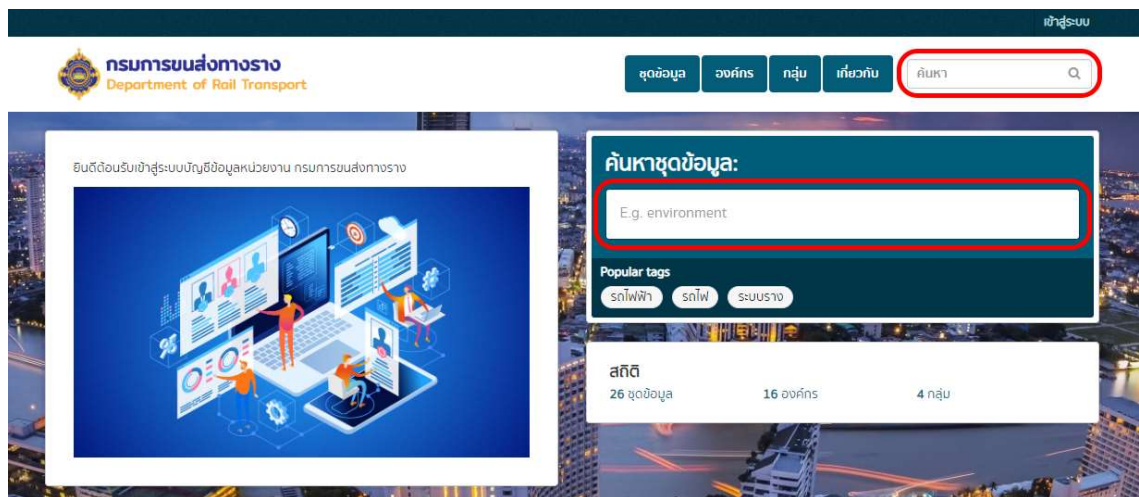 เข้าสู่ระบบ
กรมการขนส่งทางราง
Department of Rail Transport
ชุดข้อมูล องค์กร กลุ่ม เกี่ยวกับ ค้นหา
ยินดีต้อนรับเข้าสู่ระบบบัญชีข้อมูลหน่วยงาน กรมการขนส่งทางราง
ค้นหาชุดข้อมูล:
E.g. environment
Popular tags
รถไฟฟ้า รถไฟ ระบบราง
สถิติ
26 ชุดข้อมูล 16 องค์กร 4 กลุ่ม